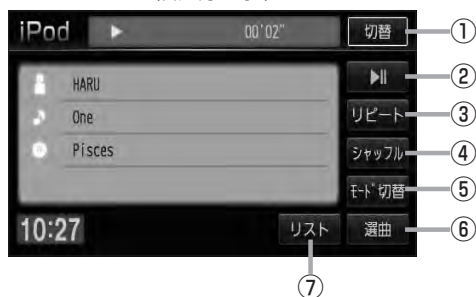 iPod ▶ 00'02" 切替 ①
▶II ②
HARU
リピート ③
One
シャッフル ④
Pisces
モード切替 ⑤
10:27 リスト 選曲 ⑥
⑦